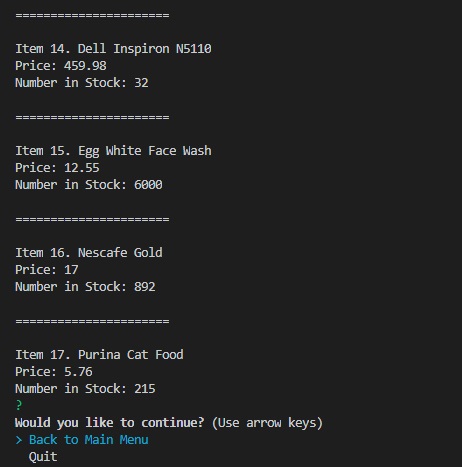 ======================
Item 14. Dell Inspiron N5110
Price: 459.98
Number in Stock: 32
======================
Item 15. Egg White Face Wash
Price: 12.55
Number in Stock: 6000
======================
Item 16. Nescafe Gold
Price: 17
Number in Stock: 892
======================
Item 17. Purina Cat Food
Price: 5.76
Number in Stock: 215
?
Would you like to continue? (Use arrow keys)
> Back to Main Menu
Quit